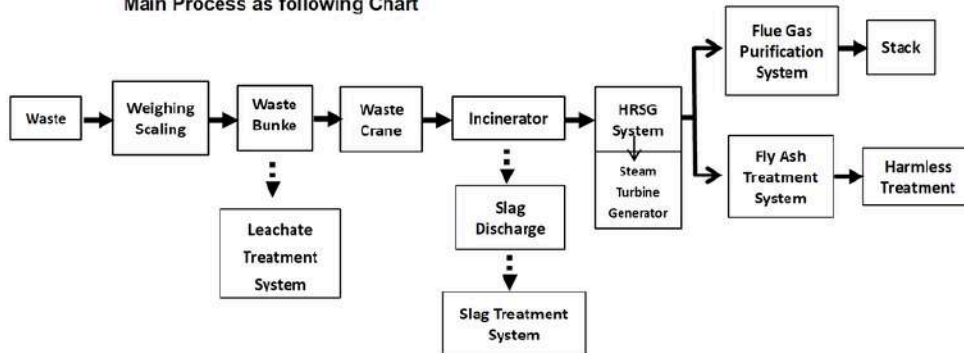 Main Process as following Chart
Flue Gas
Purification
System
Stack
Waste
Weighing
Scaling
Waste
Bunke
Waste
Crane
Incinerator
HRSG
System
Steam
Turbine
Generator
Fly Ash
Treatment
System
Harmless
Treatment
Leachate
Treatment
System
Slag
Discharge
Slag Treatment
System